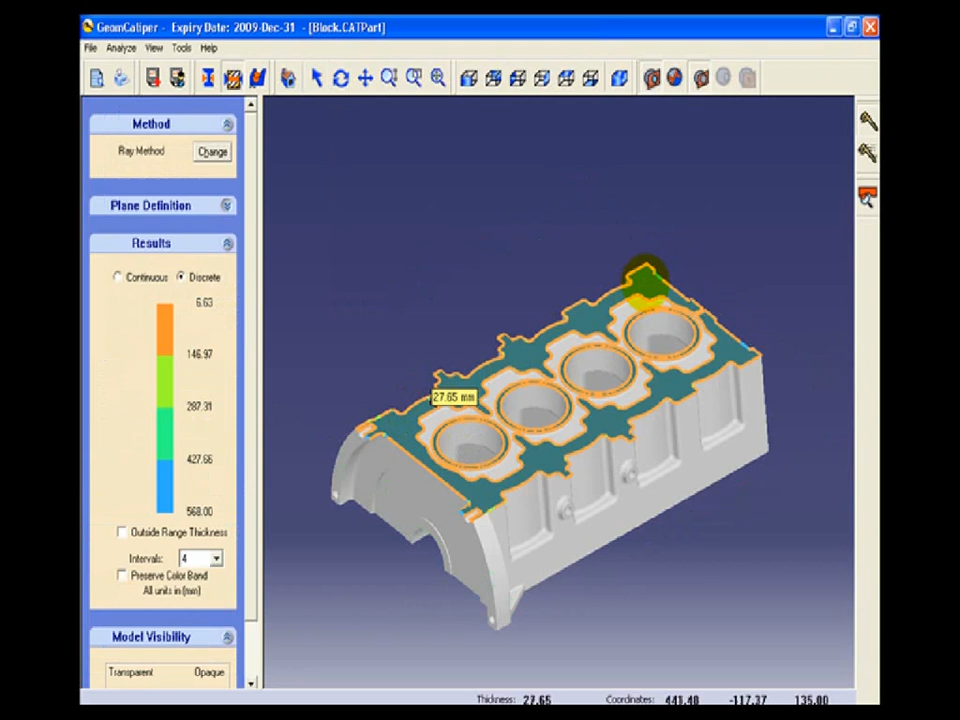 GeomCaliper - Expiry Date: 2009-Dec-31 - [Block.CATPart]
File Analyze View Tools Help
Method
Ray Method Change
Plane Definition
Results
Continuous Discrete
6.63
146.97
287.31
427.66
568.00
Outside Range Thickness
Intervals: 4
Preserve Color Band
All units in (mm)
Model Visibility
Transparent Opaque
27.65 mm
Thickness: 27.65 Coordinates: 441.48 -117.37 135.00